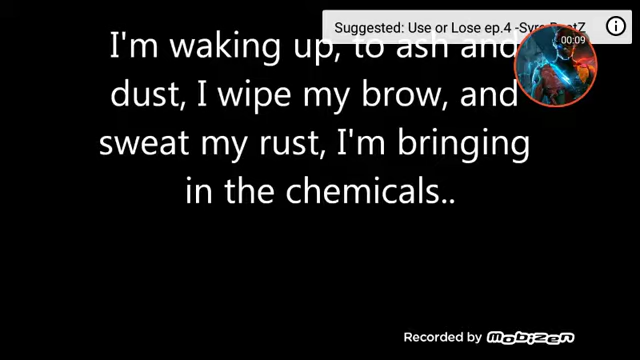 Suggested: Use or Lose ep.4
00:09
I'm waking up, to ash and
dust, I wipe my brow, and
sweat my rust, I'm bringing
in the chemicals..
Recorded by mobizen